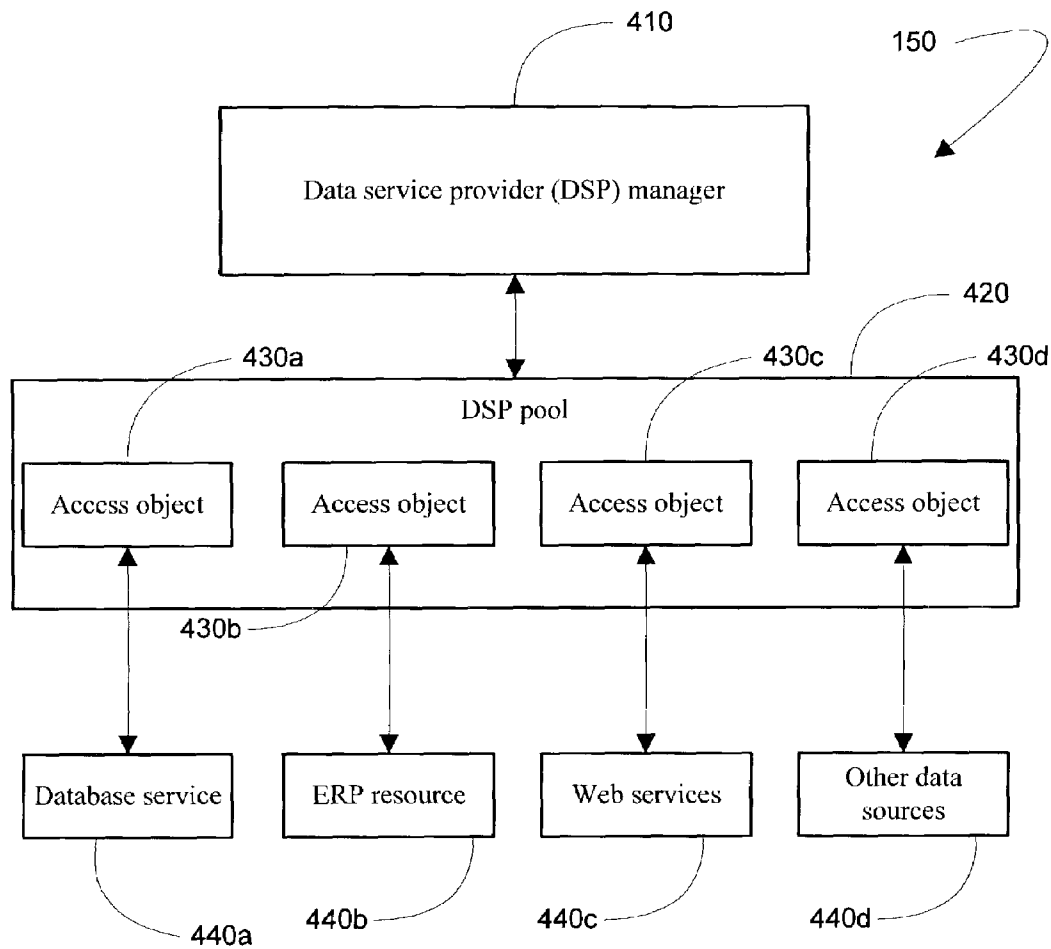 410
150
Data service provider (DSP) manager
420
430a
430c
430d
DSP pool
Access object
Access object
Access object
Access object
430b
Database service
ERP resource
Web services
Other data
sources
440a
440b
440c
440d